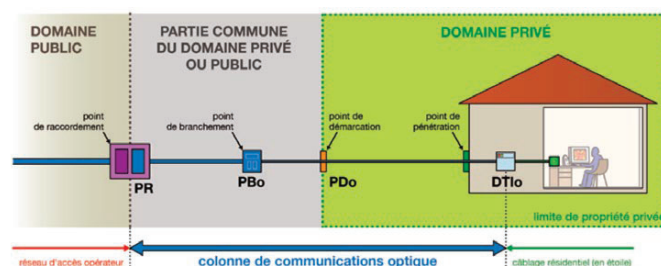 DOMAINE
PUBLIC
PARTIE COMMUNE
DU DOMAINE PRIVÉ
OU PUBLIC
DOMAINE PRIVÉ
point
de raccordement
point
de branchement
point de
démarcation
point de
pénétration
PR
PBo
PDo
DTIo
limite de propriété privée
réseau d'accès opérateur
colonne de communications optique
câblage résidentiel (en étoile)